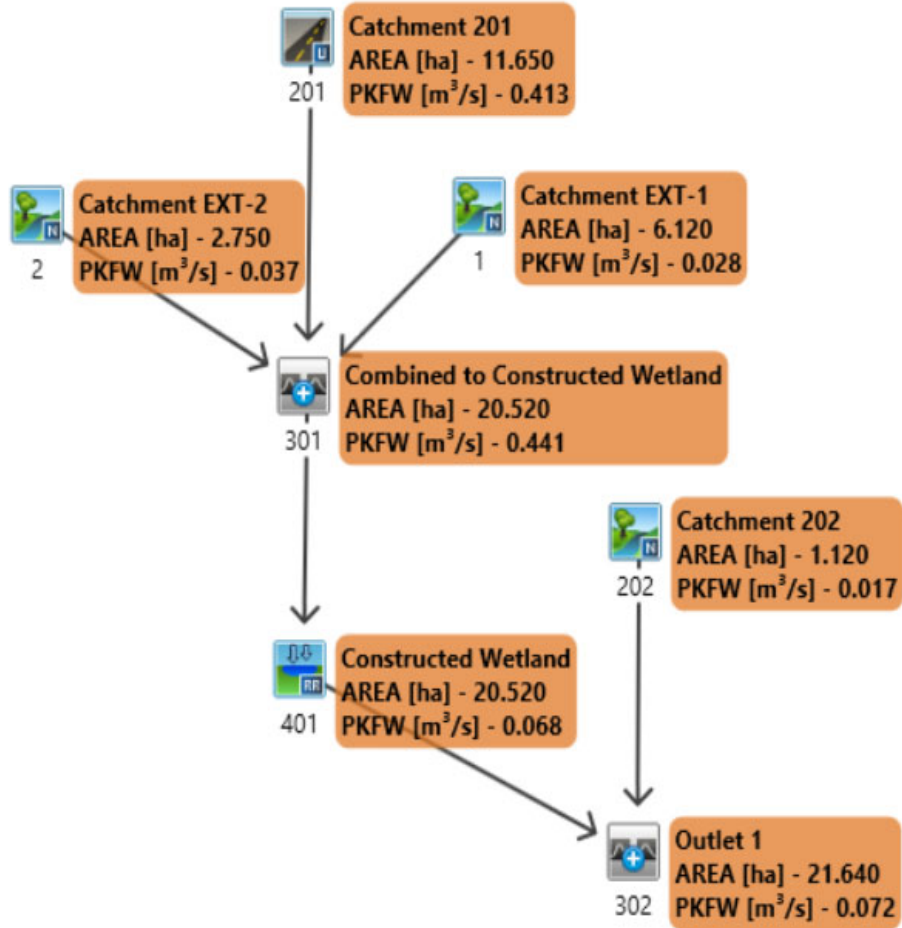 Catchment 201
AREA [ha] - 11.650
PKFW [m³/s] - 0.413
U
201
Catchment EXT-2
AREA [ha] - 2.750
PKFW [m³/s] - 0.037
N
2
Catchment EXT-1
AREA [ha] - 6.120
PKFW [m³/s] - 0.028
N
1
Combined to Constructed Wetland
AREA [ha] - 20.520
PKFW [m³/s] - 0.441
301
Catchment 202
AREA [ha] - 1.120
PKFW [m³/s] - 0.017
N
202
Constructed Wetland
AREA [ha] - 20.520
PKFW [m³/s] - 0.068
RR
401
Outlet 1
AREA [ha] - 21.640
PKFW [m³/s] - 0.072
302